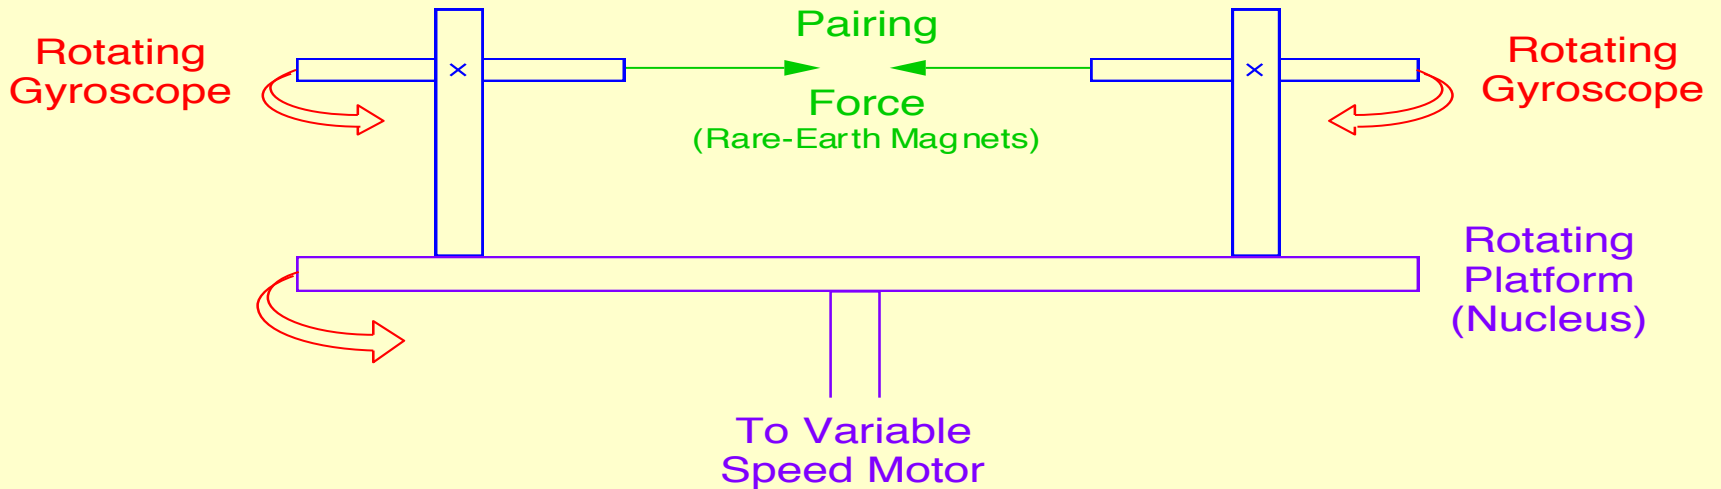 Rotating
Gyroscope
×
Pairing
Force
(Rare-Earth Magnets)
×
Rotating
Gyroscope
Rotating
Platform
(Nucleus)
To Variable
Speed Motor